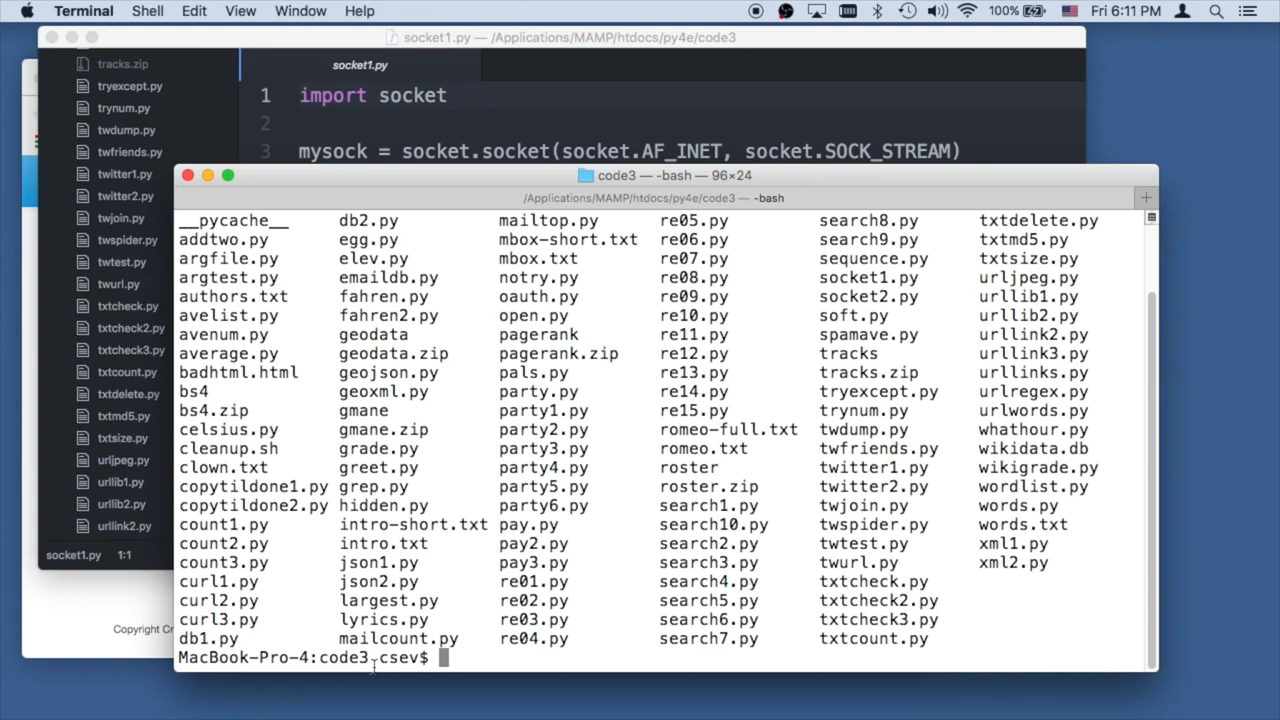 Terminal Shell Edit View Window Help 100% Fri 6:11 PM
socket1.py — /Applications/MAMP/htdocs/py4e/code3
tracks.zip
tryexcept.py
trynum.py
twdump.py
twfriends.py
twitter1.py
twitter2.py
twjoin.py
twspider.py
twtest.py
twurl.py
txtcheck.py
txtcheck2.py
txtcheck3.py
txtcount.py
txtdelete.py
txtmd5.py
txtsize.py
urljpeg.py
urllib1.py
urllib2.py
urllink2.py
socket1.py 1:1
socket1.py
1 import socket
2
3 mysock = socket.socket(socket.AF_INET, socket.SOCK_STREAM)
code3 — -bash — 96×24
/Applications/MAMP/htdocs/py4e/code3 — -bash
__pycache__ db2.py mailtop.py re05.py search8.py txtdelete.py
addtwo.py egg.py mbox-short.txt re06.py search9.py txtmd5.py
argfile.py elev.py mbox.txt re07.py sequence.py txtsize.py
argtest.py emaildb.py notry.py re08.py socket1.py urljpeg.py
authors.txt fahren.py oauth.py re09.py socket2.py urllib1.py
avelist.py fahren2.py open.py re10.py soft.py urllib2.py
avenum.py geodata pagerank re11.py spamave.py urllink2.py
average.py geodata.zip pagerank.zip re12.py tracks urllink3.py
badhtml.html geojson.py pals.py re13.py tracks.zip urllinks.py
bs4 geoxml.py party.py re14.py tryexcept.py urlregex.py
bs4.zip gmane party1.py re15.py trynum.py urlwords.py
celsius.py gmane.zip party2.py romeo-full.txt twdump.py whathour.py
cleanup.sh grade.py party3.py romeo.txt twfriends.py wikidata.db
clown.txt greet.py party4.py roster twitter1.py wikigrade.py
copytildone1.py grep.py party5.py roster.zip twitter2.py wordlist.py
copytildone2.py hidden.py party6.py search1.py twjoin.py words.py
count1.py intro-short.txt pay.py search10.py twspider.py words.txt
count2.py intro.txt pay2.py search2.py twtest.py xml1.py
count3.py json1.py pay3.py search3.py twurl.py xml2.py
curl1.py json2.py re01.py search4.py txtcheck.py
curl2.py largest.py re02.py search5.py txtcheck2.py
curl3.py lyrics.py re03.py search6.py txtcheck3.py
db1.py mailcount.py re04.py search7.py txtcount.py
MacBook-Pro-4:code3 csev$
Copyright